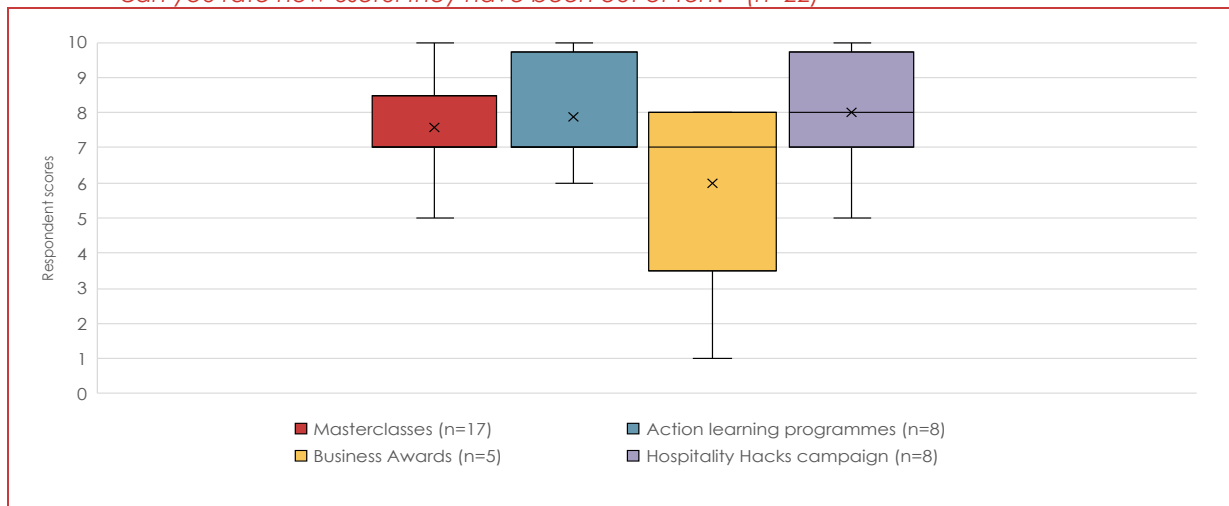 (n=22)
10
9
8
7
6
5
4
3
2
1
0
Respondent scores
Masterclasses (n=17)
Action learning programmes (n=8)
Business Awards (n=5)
Hospitality Hacks campaign (n=8)